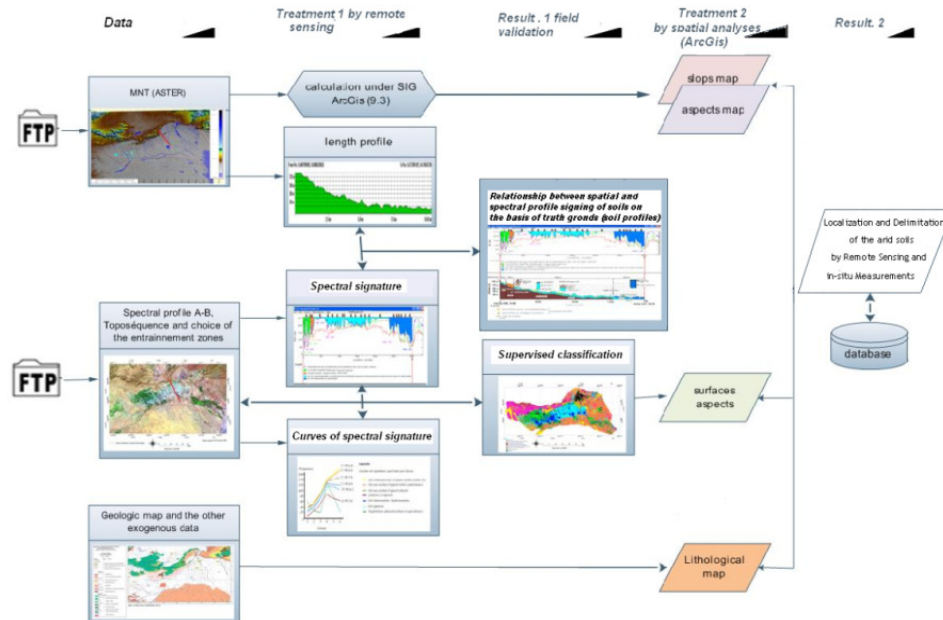 Data
Treatment 1 by remote
sensing
Result . 1 field
validation
Treatment 2
by spatial analyses
(ArcGis)
Result. 2
MNT (ASTER)
FTP
calculation under SIG
ArcGis (9.3)
slops map
aspects map
length profile
Relationship between spatial and
spectral profile signing of soils on
the basis of truth gronds (soil profiles)
Localization and Delimitation
of the arid soils
by Remote Sensing and
in-situ Measurements
database
Spectral signature
Spectral profile A-B,
Toposéquence and choice of
the entrainnement zones
FTP
Supervised classification
surfaces
aspects
Curves of spectral signature
Geologic map and the other
exogenous data
Lithological
map